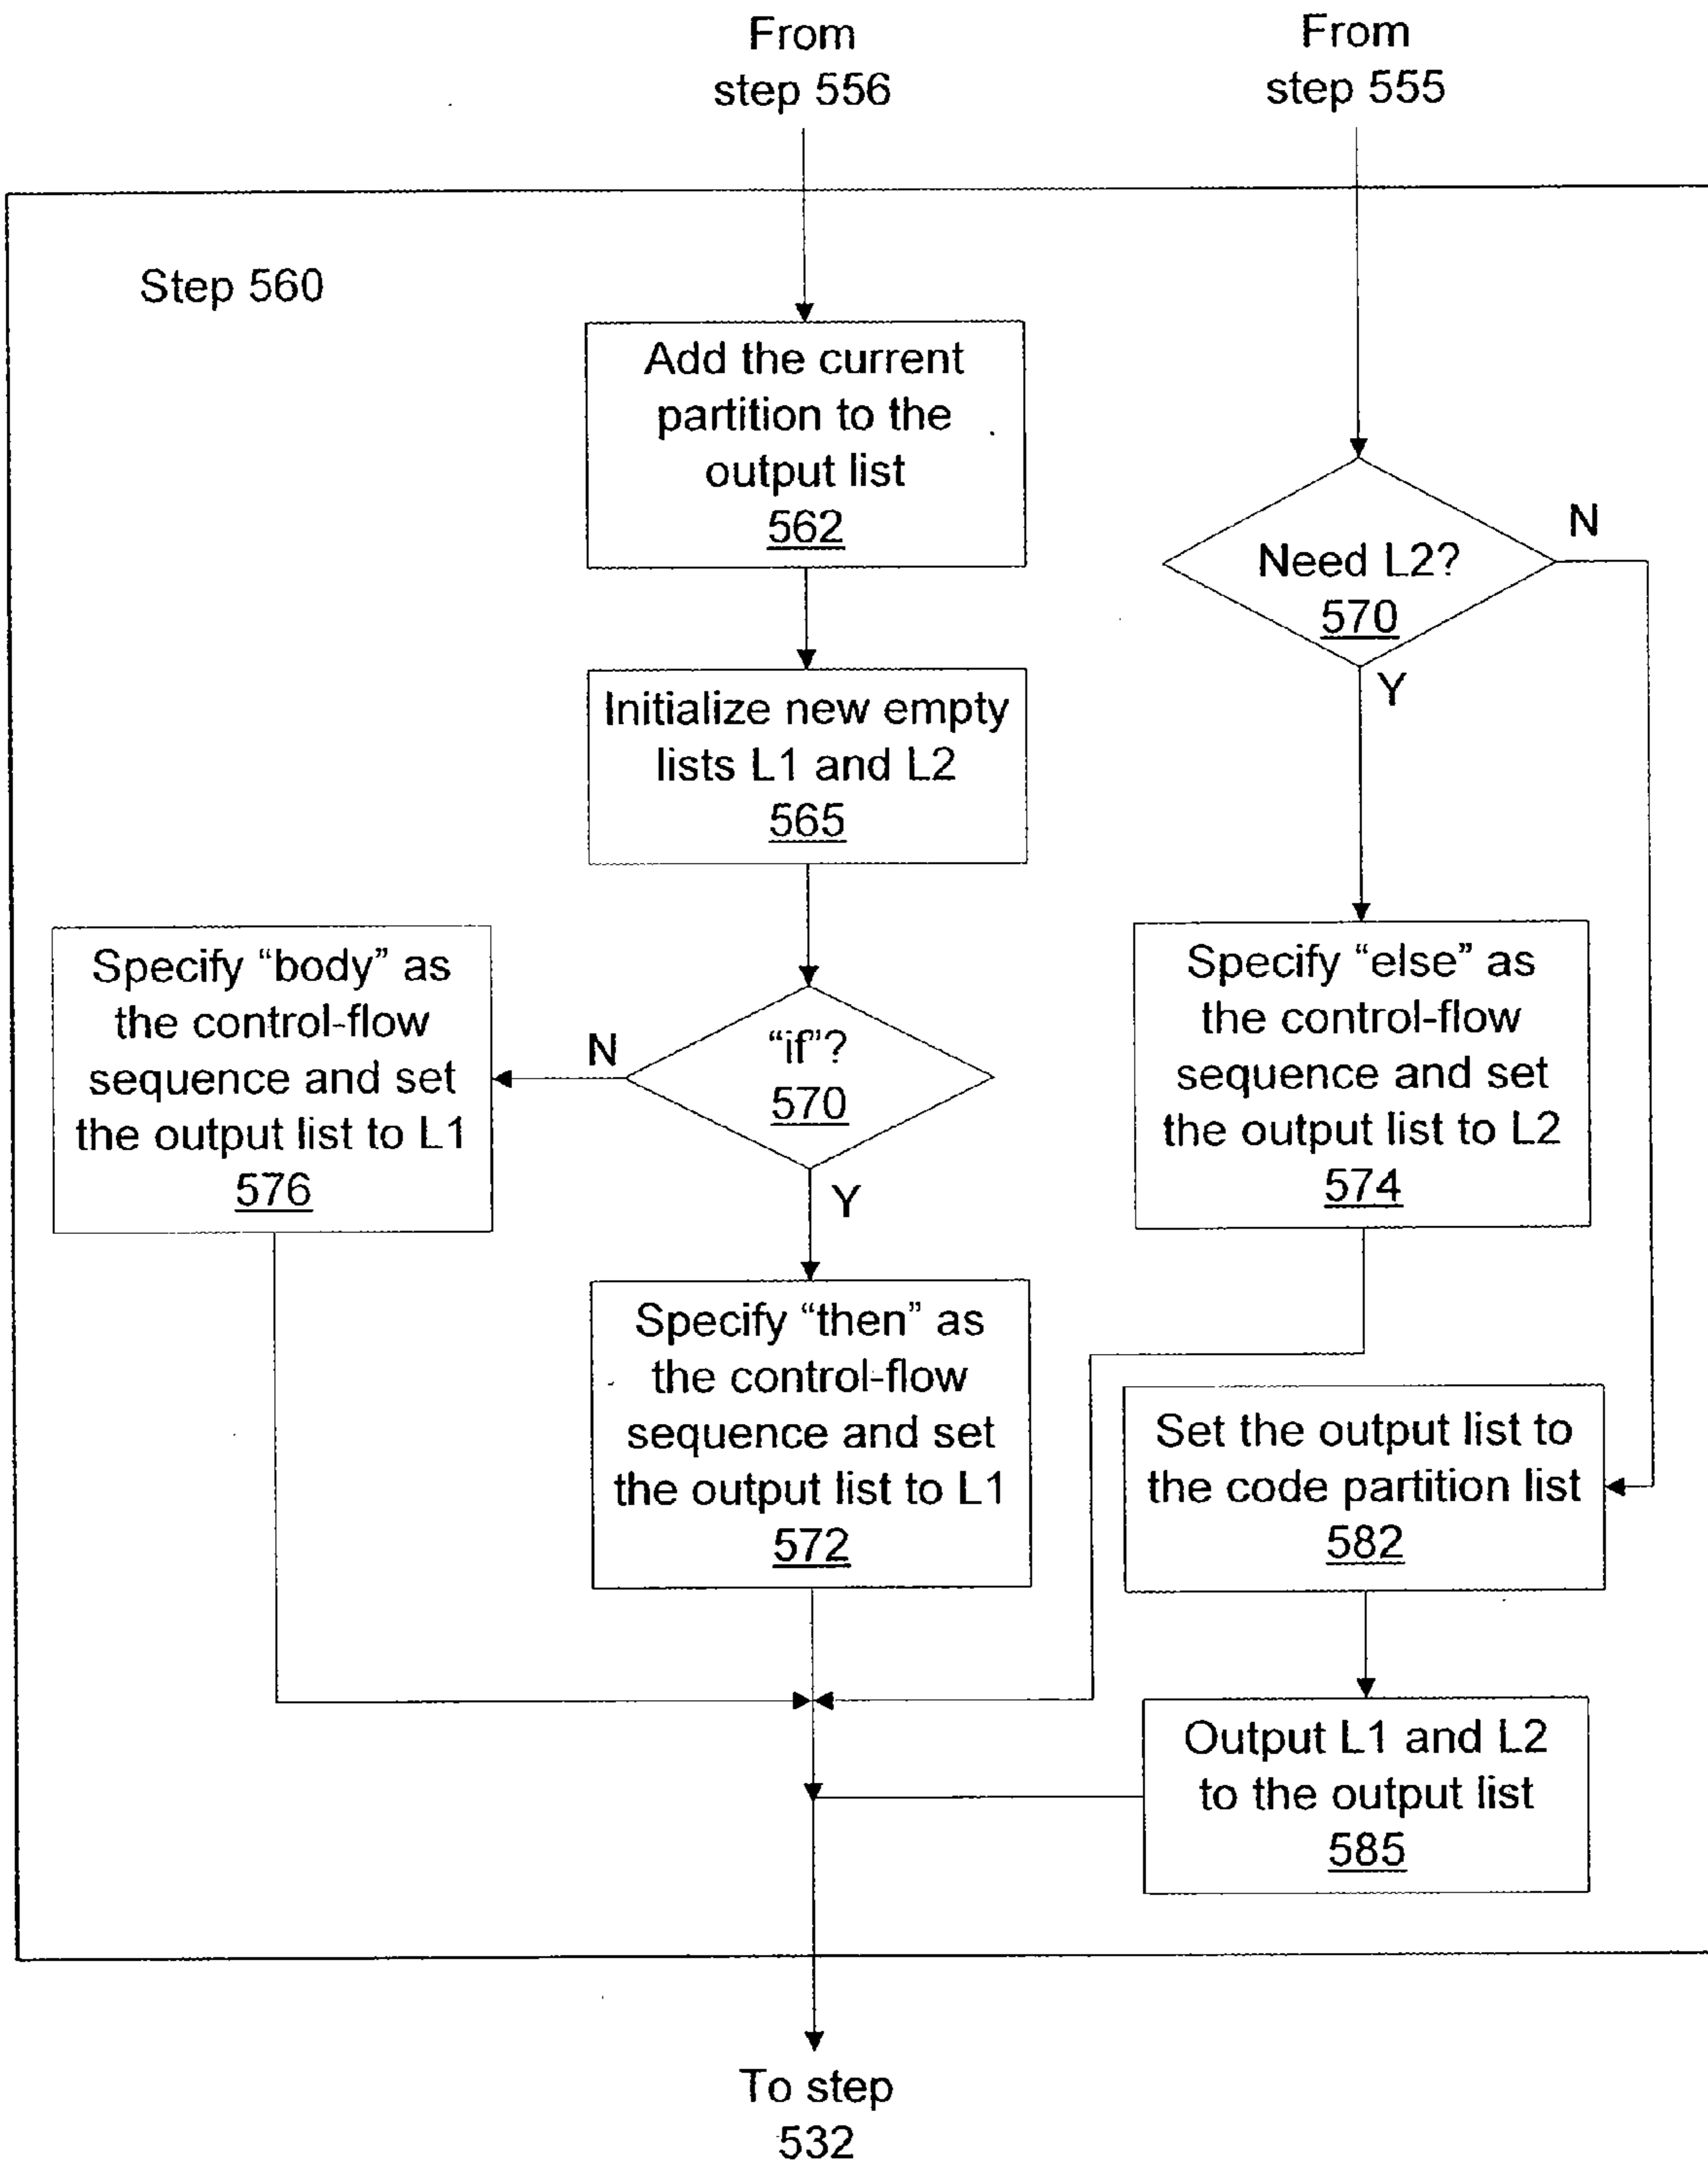 From
step 556
From
step 555
Step 560
Add the current
partition to the
output list
562
Need L2?
570
N
Y
Initialize new empty
lists L1 and L2
565
Specify “body” as
the control-flow
sequence and set
the output list to L1
576
N
“if”?
570
Y
Specify “else” as
the control-flow
sequence and set
the output list to L2
574
Specify “then” as
the control-flow
sequence and set
the output list to L1
572
Set the output list to
the code partition list
582
Output L1 and L2
to the output list
585
To step
532